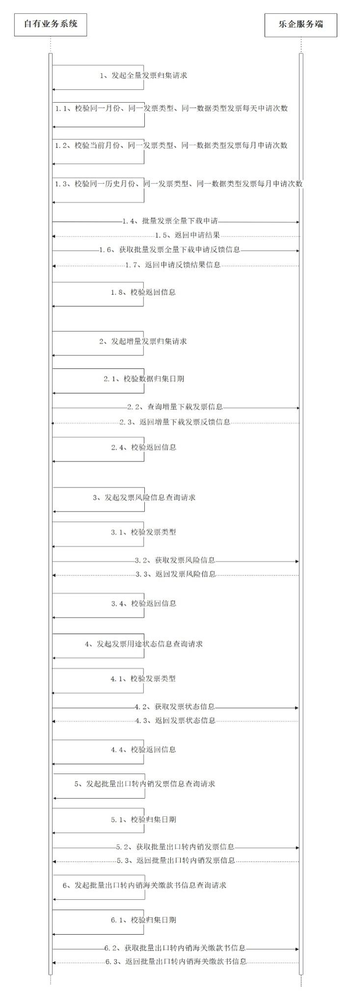 自有业务系统
乐企服务端
1、发起全量发票归集请求
1.1、校验同一月份、同一发票类型、同一数据类型发票每天申请次数
1.2、校验当前月份、同一发票类型、同一数据类型发票每月申请次数
1.3、校验同一历史月份、同一发票类型、同一数据类型发票每月申请次数
1.4、批量发票全量下载申请
1.5、返回申请结果
1.6、获取批量发票全量下载申请反馈信息
1.7、返回申请反馈结果信息
1.8、校验返回信息
2、发起增量发票归集请求
2.1、校验数据归集日期
2.2、查询增量下载发票信息
2.3、返回增量下载发票反馈信息
2.4、校验返回信息
3、发起发票风险信息查询请求
3.1、校验发票类型
3.2、获取发票风险信息
3.3、返回发票风险信息
3.4、校验返回信息
4、发起发票用途状态信息查询请求
4.1、校验发票类型
4.2、获取发票状态信息
4.3、返回发票状态信息
4.4、校验返回信息
5、发起批量出口转内销发票信息查询请求
5.1、校验归集日期
5.2、获取批量出口转内销发票信息
5.3、返回批量出口转内销发票信息
6、发起批量出口转内销海关缴款书信息查询请求
6.1、校验归集日期
6.2、获取批量出口转内销海关缴款书信息
6.3、返回批量出口转内销海关缴款书信息